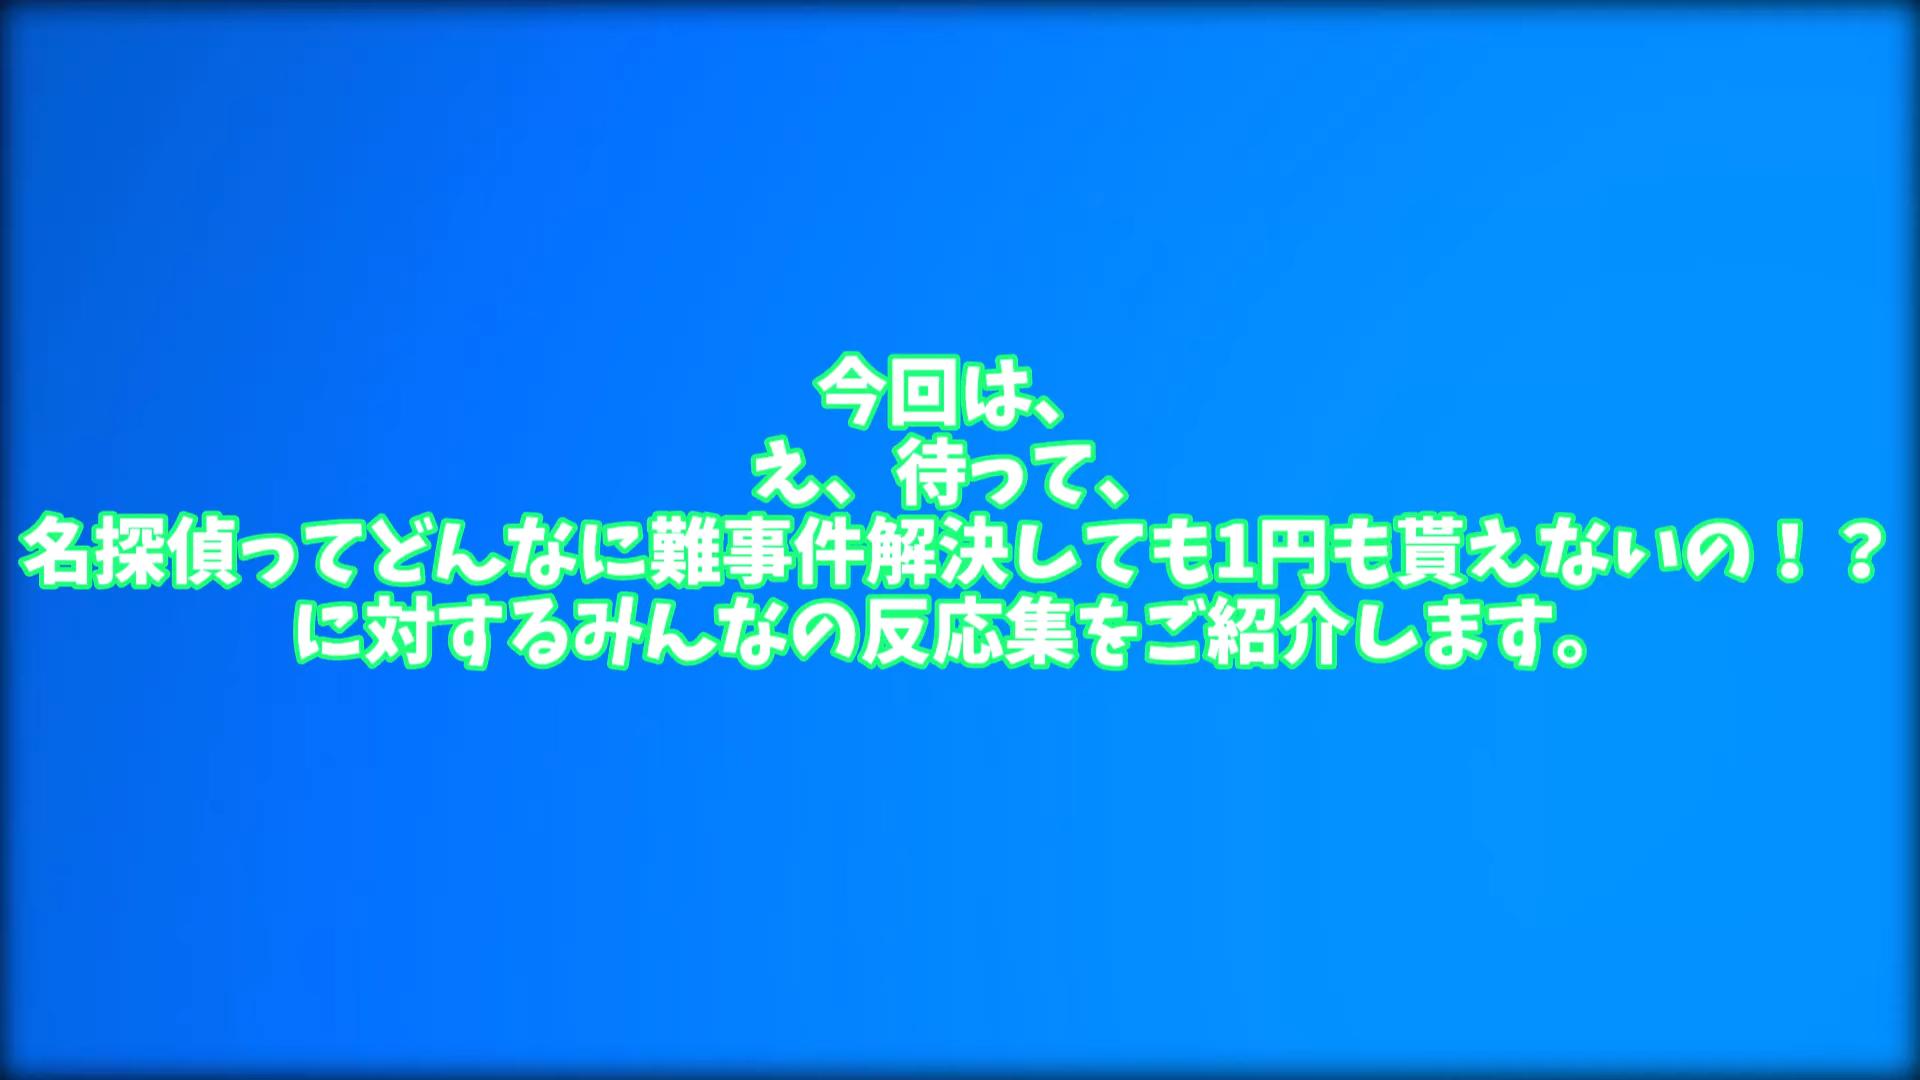 今回は、
え、待って、
名探偵ってどんなに難事件解決しても1円も貰えないの！？
に対するみんなの反応集をご紹介します。